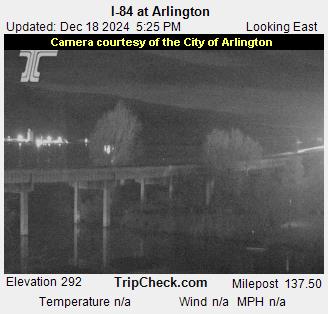 I-84 at Arlington
Updated: Dec 18 2024 5:25 PM Looking East
Camera courtesy of the City of Arlington
Elevation 292 TripCheck.com Milepost 137.50
Temperature n/a Wind n/a MPH n/a